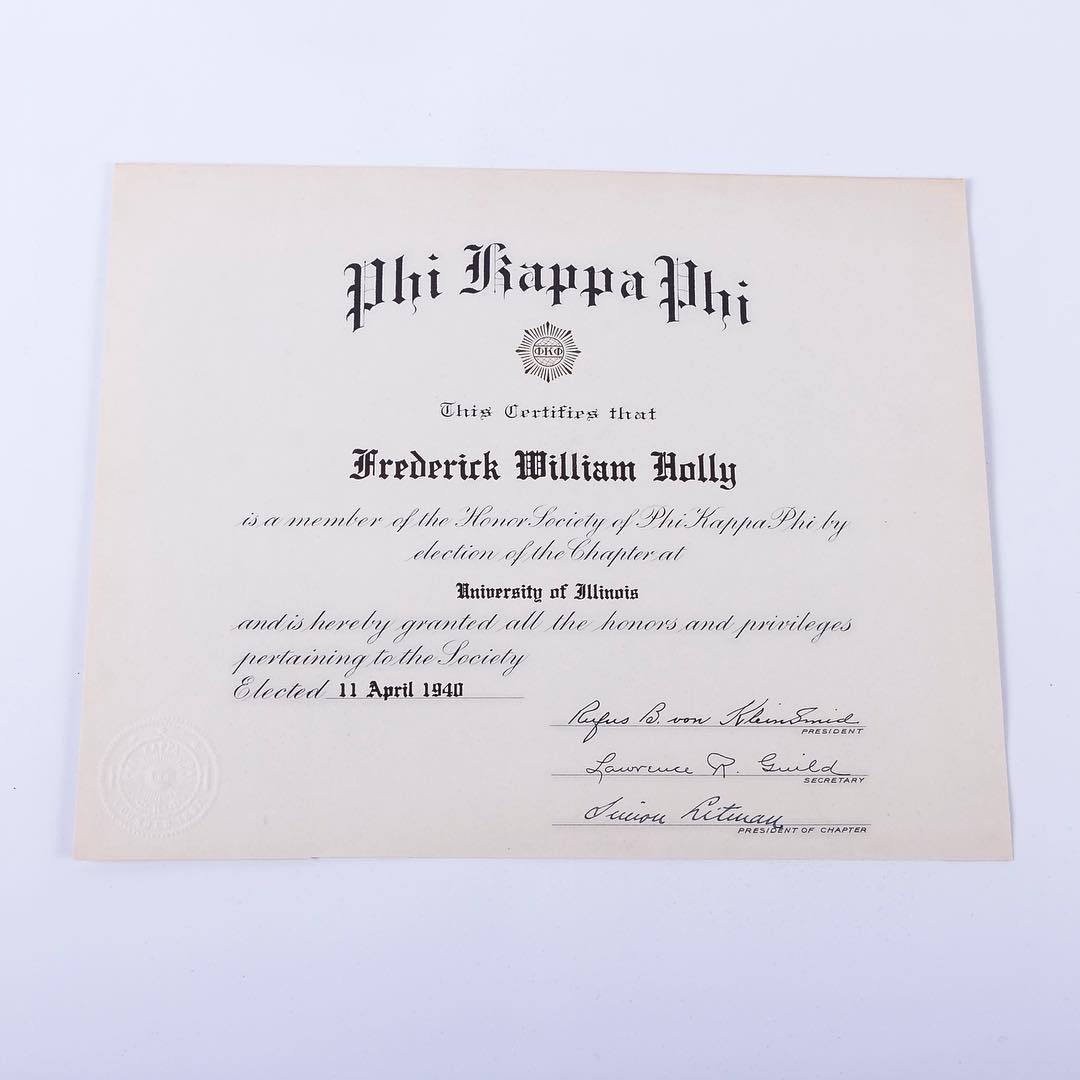 Phi Kappa Phi
ΦΚΦ
This Certifies that
Frederick William Holly
is a member of the Honor Society of Phi Kappa Phi by
election of the Chapter at
University of Illinois
and is hereby granted all the honors and privileges
pertaining to the Society
Elected 11 April 1940
Rufus B. von KleinSmid
PRESIDENT
Lawrence R. Guild
SECRETARY
Simon Litman
PRESIDENT OF CHAPTER